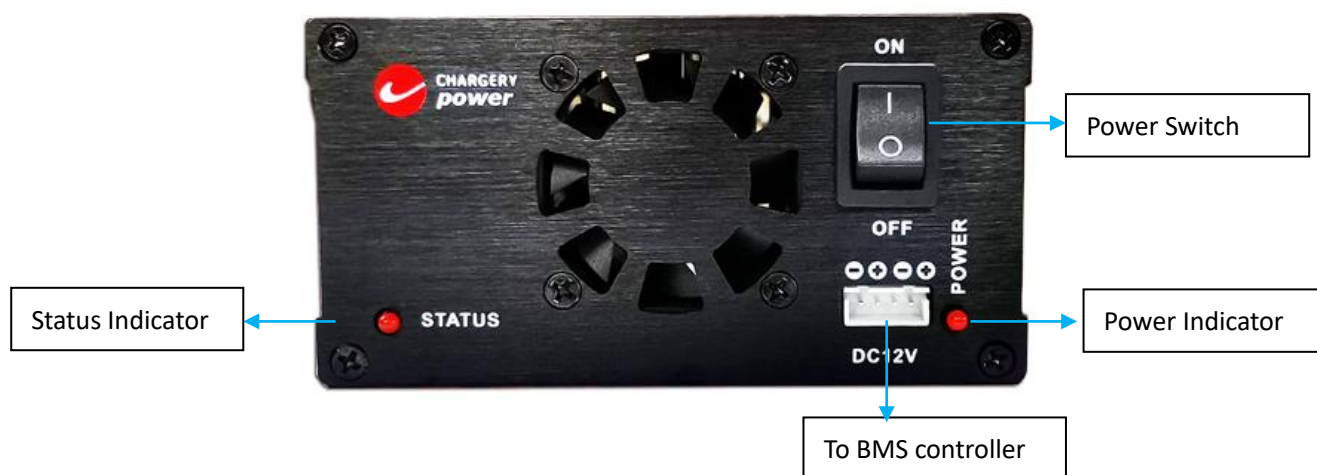 ON
CHARGERY
power
Power Switch
OFF
POWER
Status Indicator
STATUS
Power Indicator
DC12V
To BMS controller